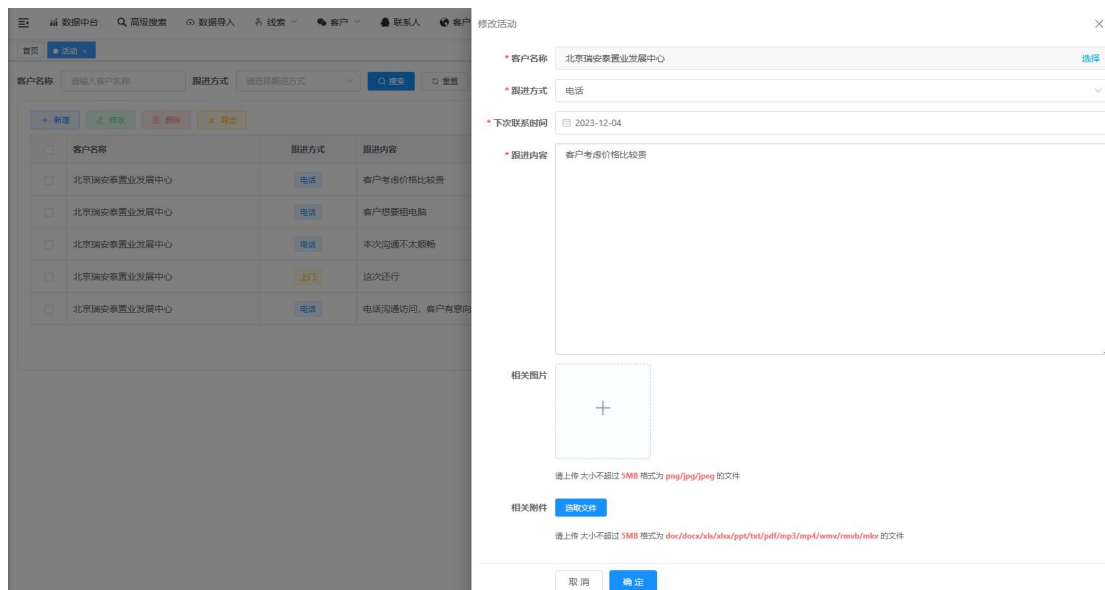 数据中台 高级搜索 数据导入 线索 客户 联系人 客户
首页 活动 ×
客户名称 请输入客户名称 跟进方式 请选择跟进方式 搜索 重置
+ 新增 修改 删除 导出
客户名称 跟进方式 跟进内容
北京瑞安泰置业发展中心 电话 客户考虑价格比较贵
北京瑞安泰置业发展中心 电话 客户想要租电脑
北京瑞安泰置业发展中心 电话 本次沟通不太顺畅
北京瑞安泰置业发展中心 上门 这次还行
北京瑞安泰置业发展中心 电话 电话沟通访问，客户有意向
修改活动
* 客户名称 北京瑞安泰置业发展中心 选择
* 跟进方式 电话
* 下次联系时间 2023-12-04
* 跟进内容 客户考虑价格比较贵
相关图片
请上传 大小不超过 5MB 格式为 png/jpg/jpeg 的文件
相关附件 选取文件
请上传 大小不超过 5MB 格式为 doc/docx/xls/xlsx/ppt/txt/pdf/mp3/mp4/wmv/rmvb/mkv 的文件
取消 确定